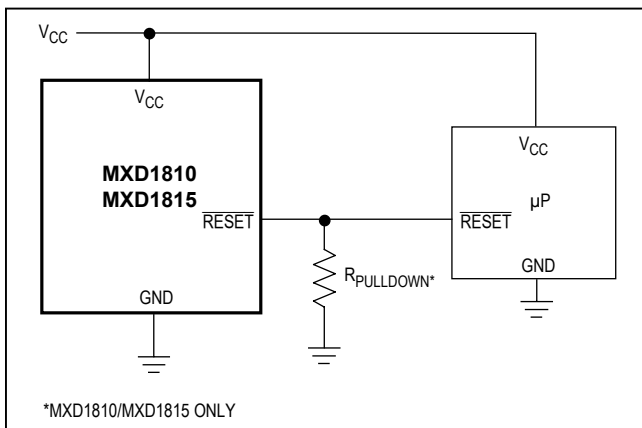 VCC
VCC
MXD1810
MXD1815
RESET
GND
RPULLDOWN*
VCC
µP
RESET
GND
*MXD1810/MXD1815 ONLY